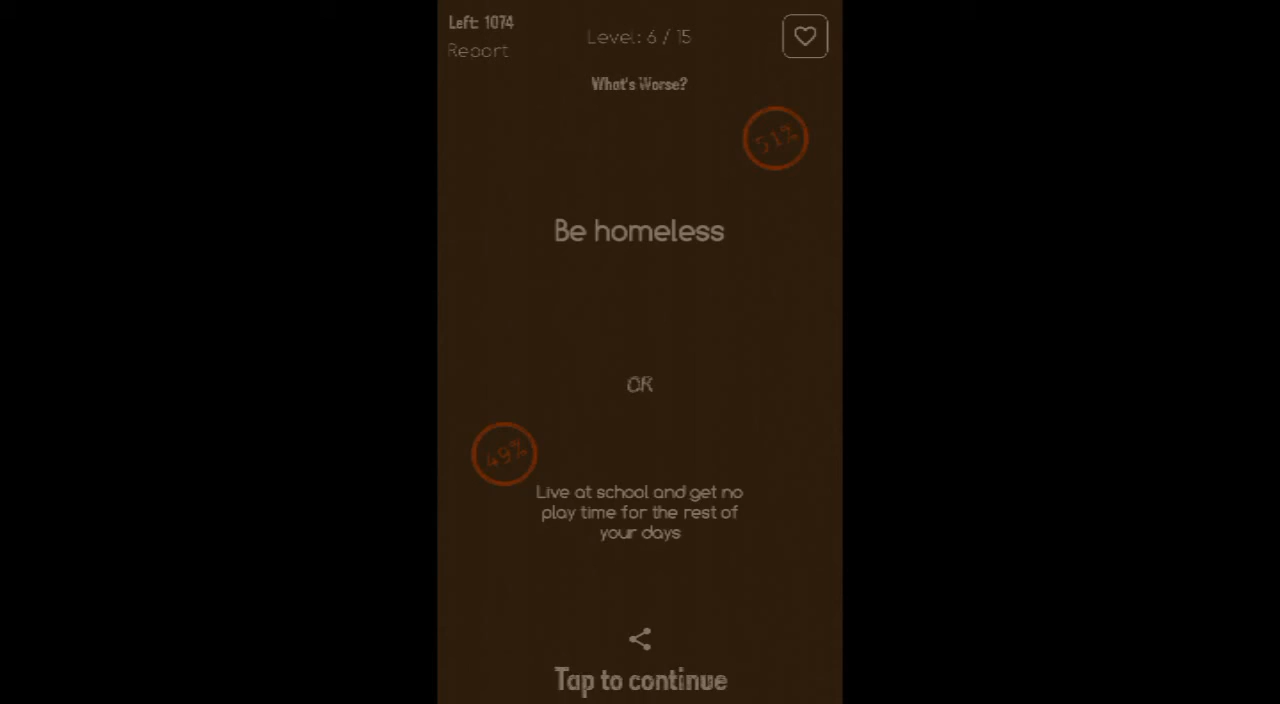 Left: 1074
Level: 6 / 15
Report
What's Worse?
51%
Be homeless
OR
49%
Live at school and get no
play time for the rest of
your days
Tap to continue